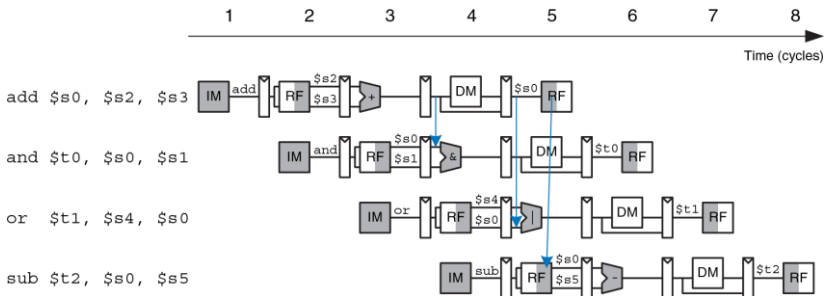 1 2 3 4 5 6 7 8
Time (cycles)
add $s0, $s2, $s3 IM add RF $s2 $s3 + DM $s0 RF
and $t0, $s0, $s1 IM and RF $s0 $s1 & DM $t0 RF
or $t1, $s4, $s0 IM or RF $s4 $s0 | DM $t1 RF
sub $t2, $s0, $s5 IM sub RF $s0 $s5 - DM $t2 RF